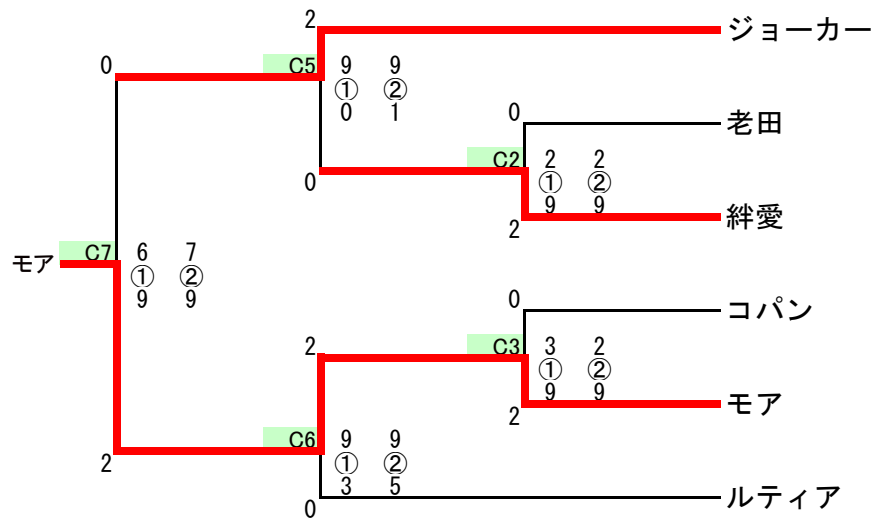 2 ジョーカー
0 C5 9 9
① ②
0 1
0 老田
C2 2 2
0 ① ②
9 9
2 絆愛
C7 6 7
モア ① ②
9 9
0 コパン
2 C3 3 2
① ②
9 9
2 モア
C6 9 9
2 ① ②
3 5
0 ルティア